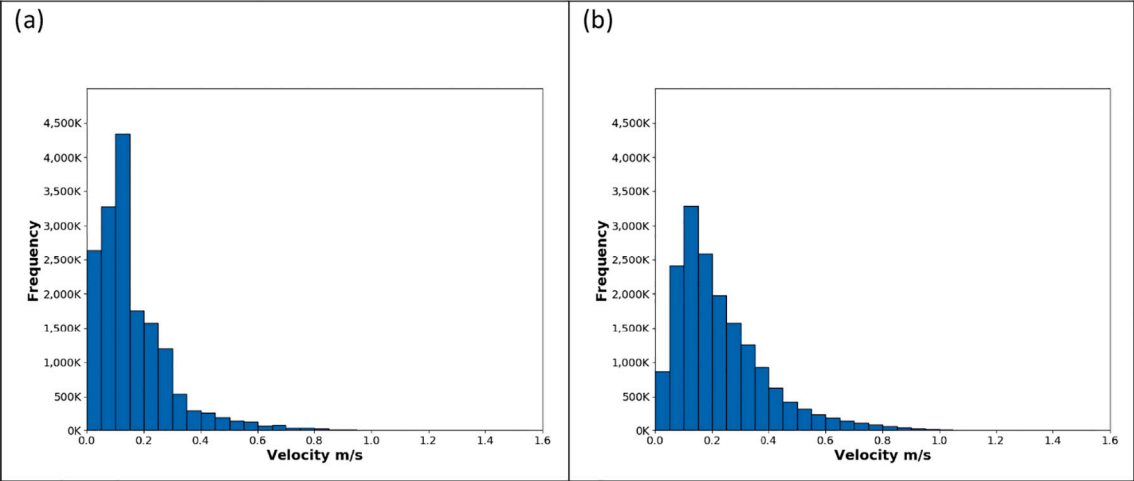 (a)
Frequency
4,500K
4,000K
3,500K
3,000K
2,500K
2,000K
1,500K
1,000K
500K
0K
0.0 0.2 0.4 0.6 0.8 1.0 1.2 1.4 1.6
Velocity m/s
(b)
Frequency
4,500K
4,000K
3,500K
3,000K
2,500K
2,000K
1,500K
1,000K
500K
0K
0.0 0.2 0.4 0.6 0.8 1.0 1.2 1.4 1.6
Velocity m/s